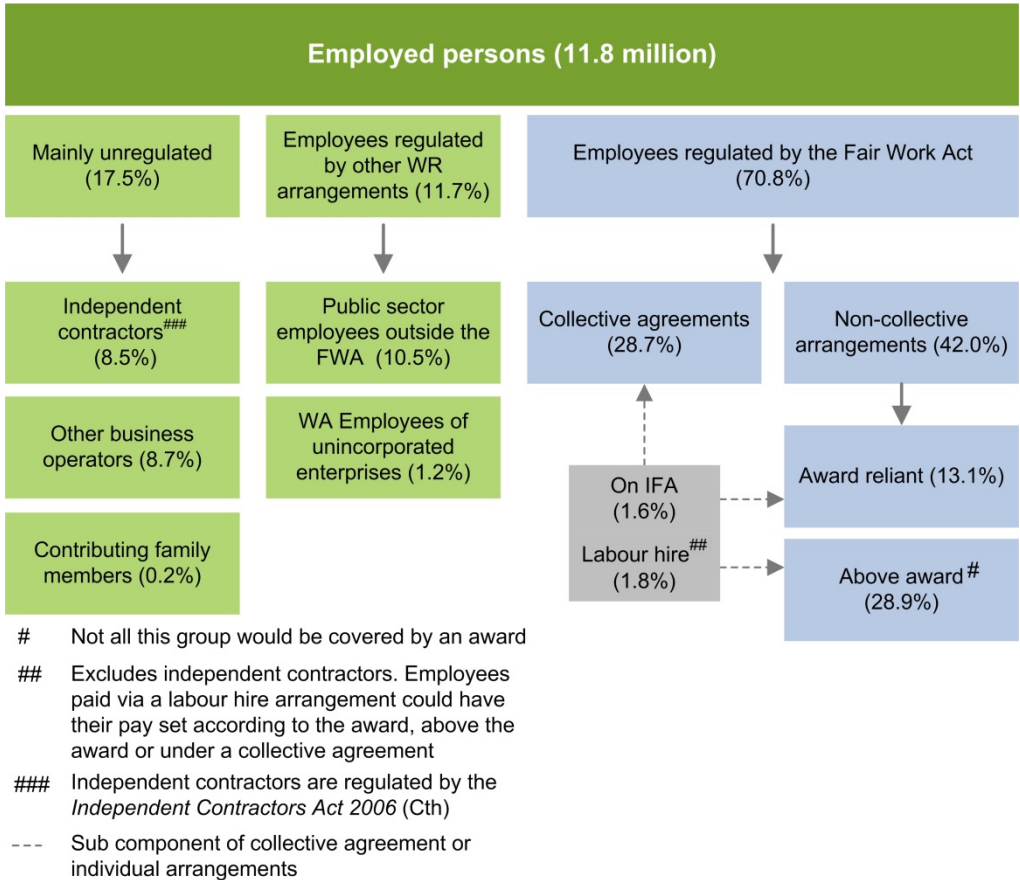 Employed persons (11.8 million)
Mainly unregulated
(17.5%)
Employees regulated
by other WR
arrangements (11.7%)
Employees regulated by the Fair Work Act
(70.8%)
Independent
contractors###
(8.5%)
Public sector
employees outside the
FWA (10.5%)
Collective agreements
(28.7%)
Non-collective
arrangements (42.0%)
Other business
operators (8.7%)
WA Employees of
unincorporated
enterprises (1.2%)
On IFA
(1.6%)
Award reliant (13.1%)
Contributing family
members (0.2%)
Labour hire##
(1.8%)
Above award#
(28.9%)
# Not all this group would be covered by an award
## Excludes independent contractors. Employees
paid via a labour hire arrangement could have
their pay set according to the award, above the
award or under a collective agreement
### Independent contractors are regulated by the
Independent Contractors Act 2006 (Cth)
--- Sub component of collective agreement or
individual arrangements